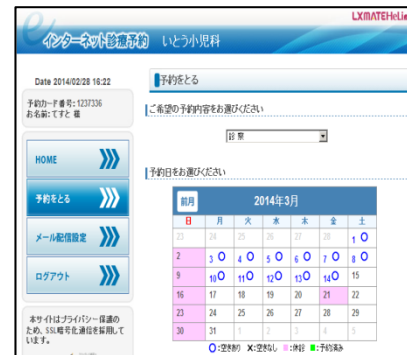 LXMATEHeLio
インターネット診療予約 いとう小児科
Date 2014/02/28 16:22
予約カード番号：1237336
お名前：てすと 様
HOME
予約をとる
メール配信設定
ログアウト
本サイトはプライバシー保護の
ため、SSL暗号化通信を採用して
います。
予約をとる
ご希望の予約内容をお選びください
診察
予約日をお選びください
前月 2014年3月
日 月 火 水 木 金 土
23 24 25 26 27 28 1 O
2 3 O 4 O 5 O 6 O 7 O 8 O
9 10 O 11 O 12 O 13 O 14 O 15
16 17 18 19 20 21 22
23 24 25 26 27 28 29
30 31 1 2 3 4 5
O:空きあり X:空きなし ■:休診 ■:予約済み